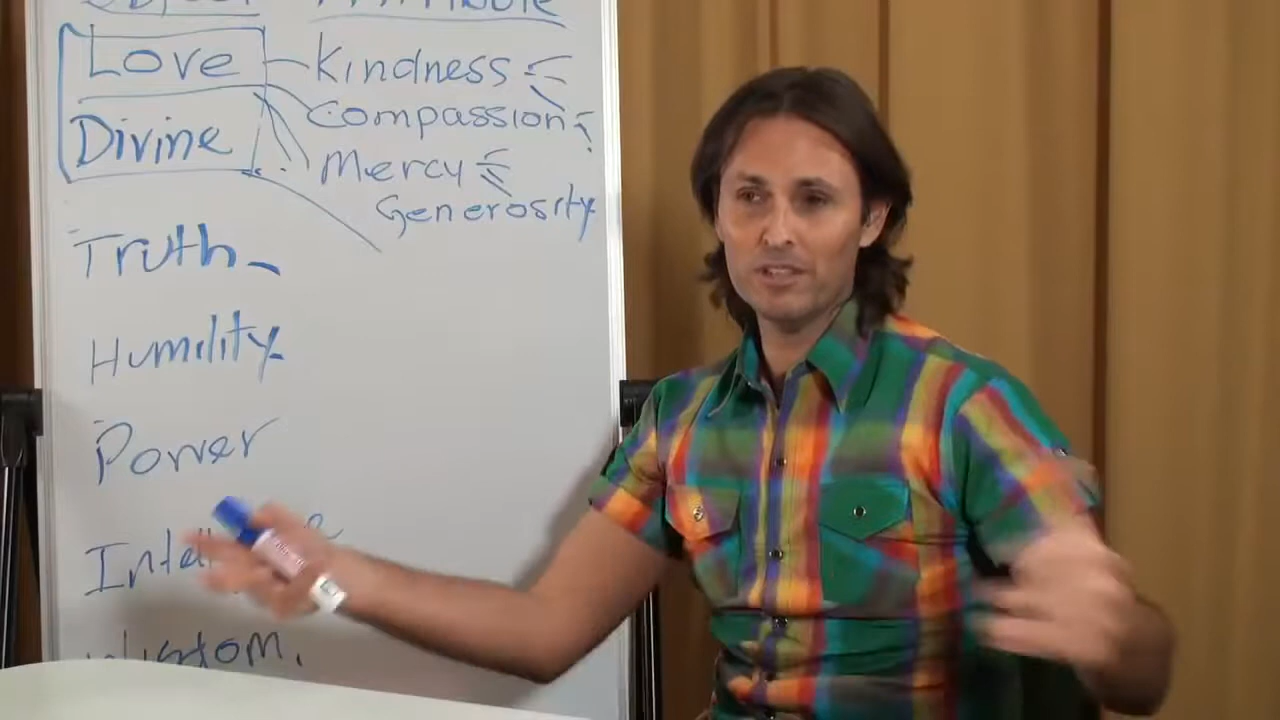 Love Kindness
Compassion
Divine
Mercy
Generosity
Truth
Humility
Power